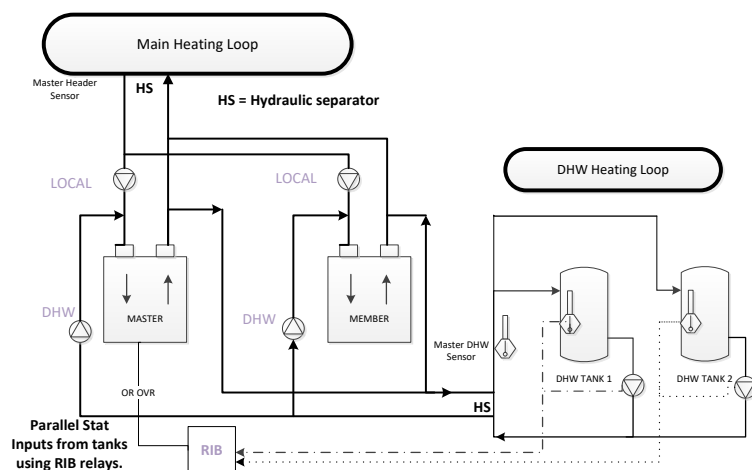 Main Heating Loop
Master Header
Sensor
HS
HS = Hydraulic separator
DHW Heating Loop
LOCAL
LOCAL
DHW
MASTER
DHW
MEMBER
Master DHW
Sensor
DHW TANK 1
DHW TANK 2
OR OVR
HS
Parallel Stat
Inputs from tanks
using RIB relays.
RIB